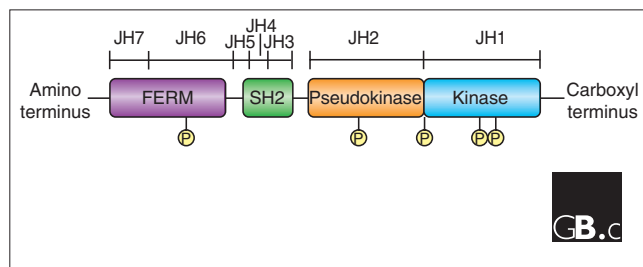 JH4
JH7 JH6 JH5 JH3 JH2 JH1
Amino terminus
FERM SH2 Pseudokinase Kinase
Carboxyl terminus
P P P P P
GB.c